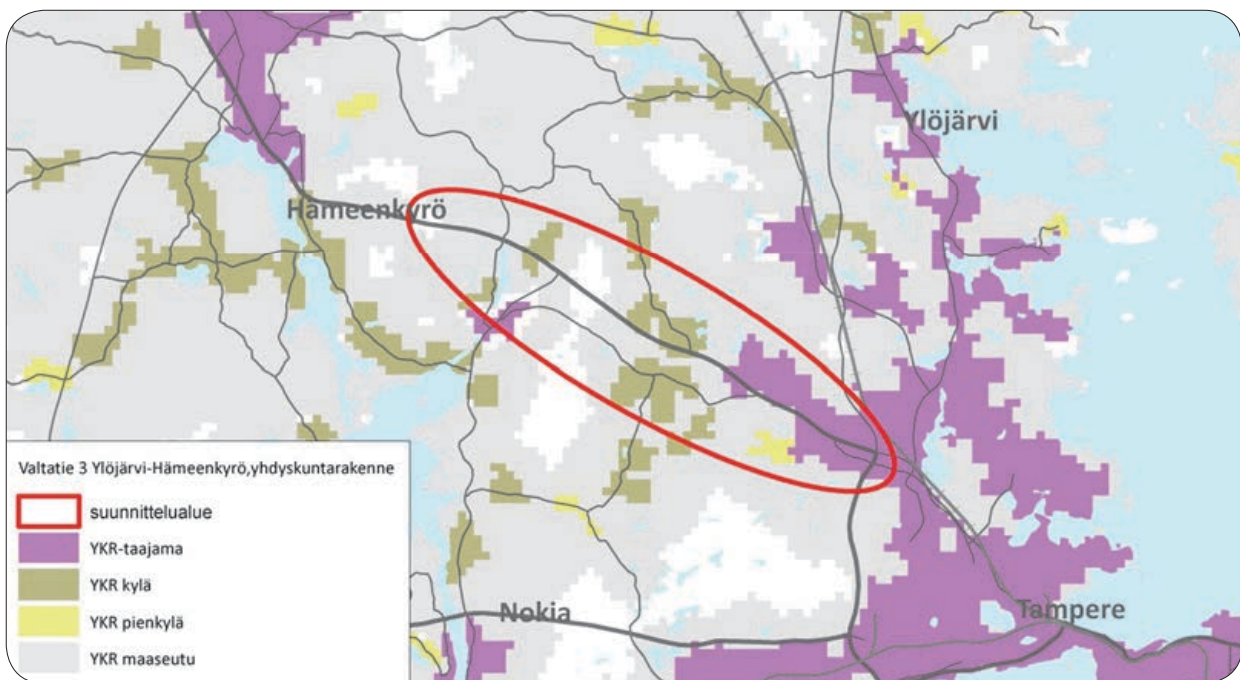 Ylöjärvi
Hämeenkyrö
Nokia
Tampere
Valtatie 3 Ylöjärvi-Hämeenkyrö,yhdyskuntarakenne
suunnittelualue
YKR-taajama
YKR kylä
YKR pienkylä
YKR maaseutu